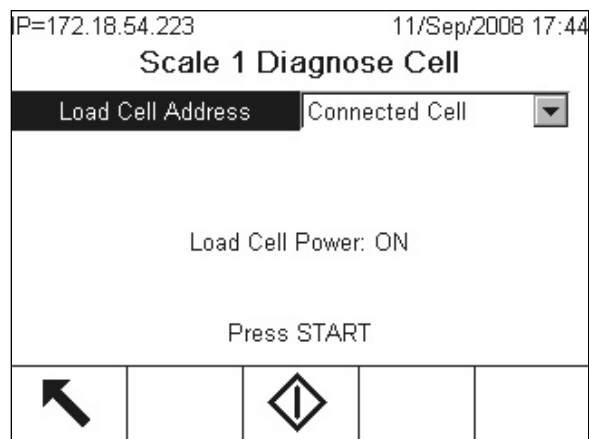 IP=172.18.54.223 11/Sep/2008 17:44
Scale 1 Diagnose Cell
Load Cell Address Connected Cell
Load Cell Power: ON
Press START